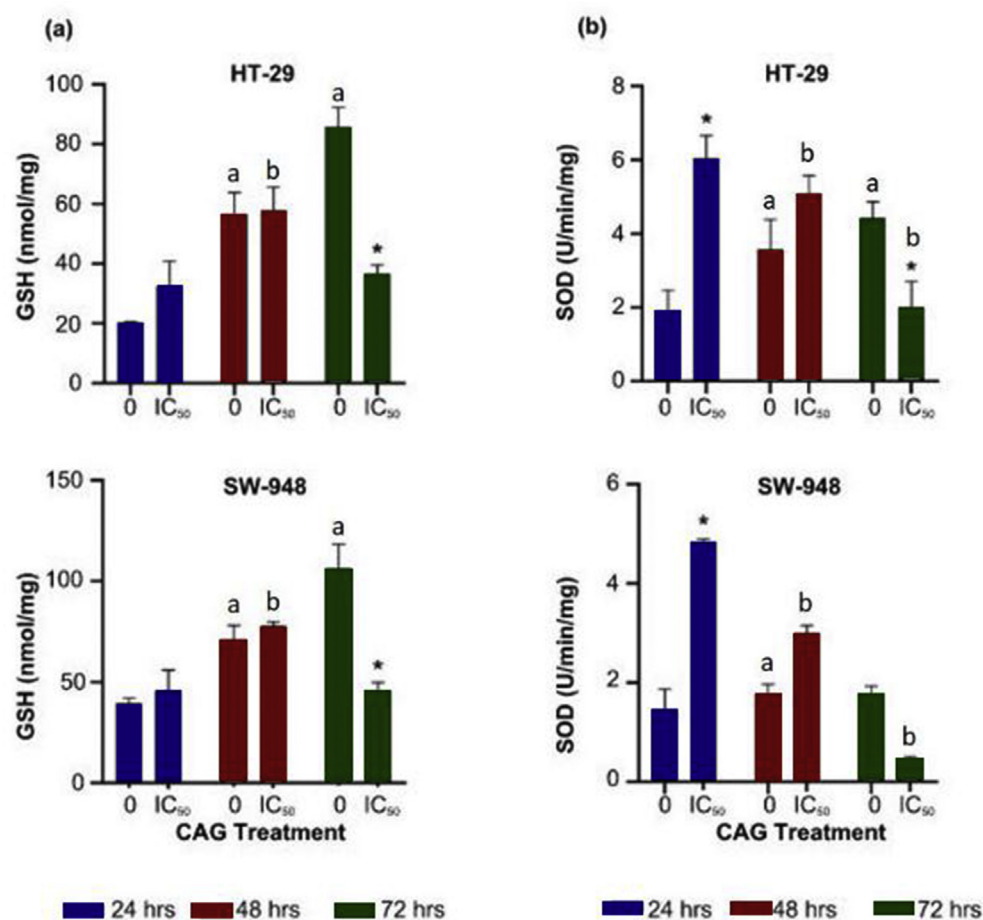 (a)
HT-29
GSH (nmol/mg)
100
80
60
40
20
0
a
b
a
*
0 IC₅₀ 0 IC₅₀ 0 IC₅₀
SW-948
GSH (nmol/mg)
150
100
50
0
a
b
a
*
0 IC₅₀ 0 IC₅₀ 0 IC₅₀
CAG Treatment
24 hrs 48 hrs 72 hrs
(b)
HT-29
SOD (U/min/mg)
8
6
4
2
0
*
a
b
a
b
*
0 IC₅₀ 0 IC₅₀ 0 IC₅₀
SW-948
SOD (U/min/mg)
6
4
2
0
*
a
b
b
0 IC₅₀ 0 IC₅₀ 0 IC₅₀
CAG Treatment
24 hrs 48 hrs 72 hrs